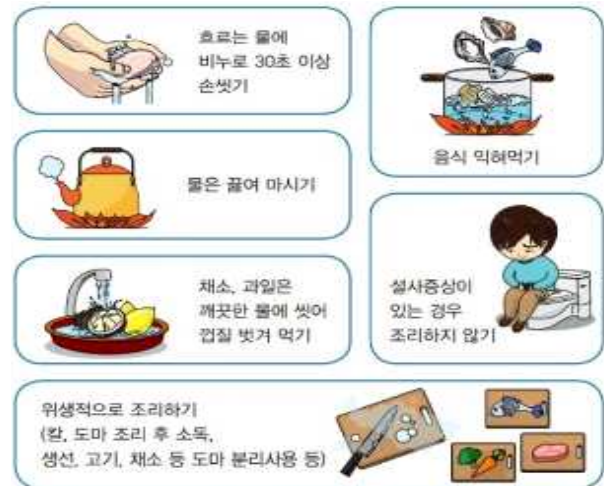 흐르는 물에
비누로 30초 이상
손씻기
음식 익혀먹기
물은 끓여 마시기
채소, 과일은
깨끗한 물에 씻어
껍질 벗겨 먹기
설사증상이
있는 경우
조리하지 않기
위생적으로 조리하기
(칼, 도마 조리 후 소독,
생선, 고기, 채소 등 도마 분리사용 등)